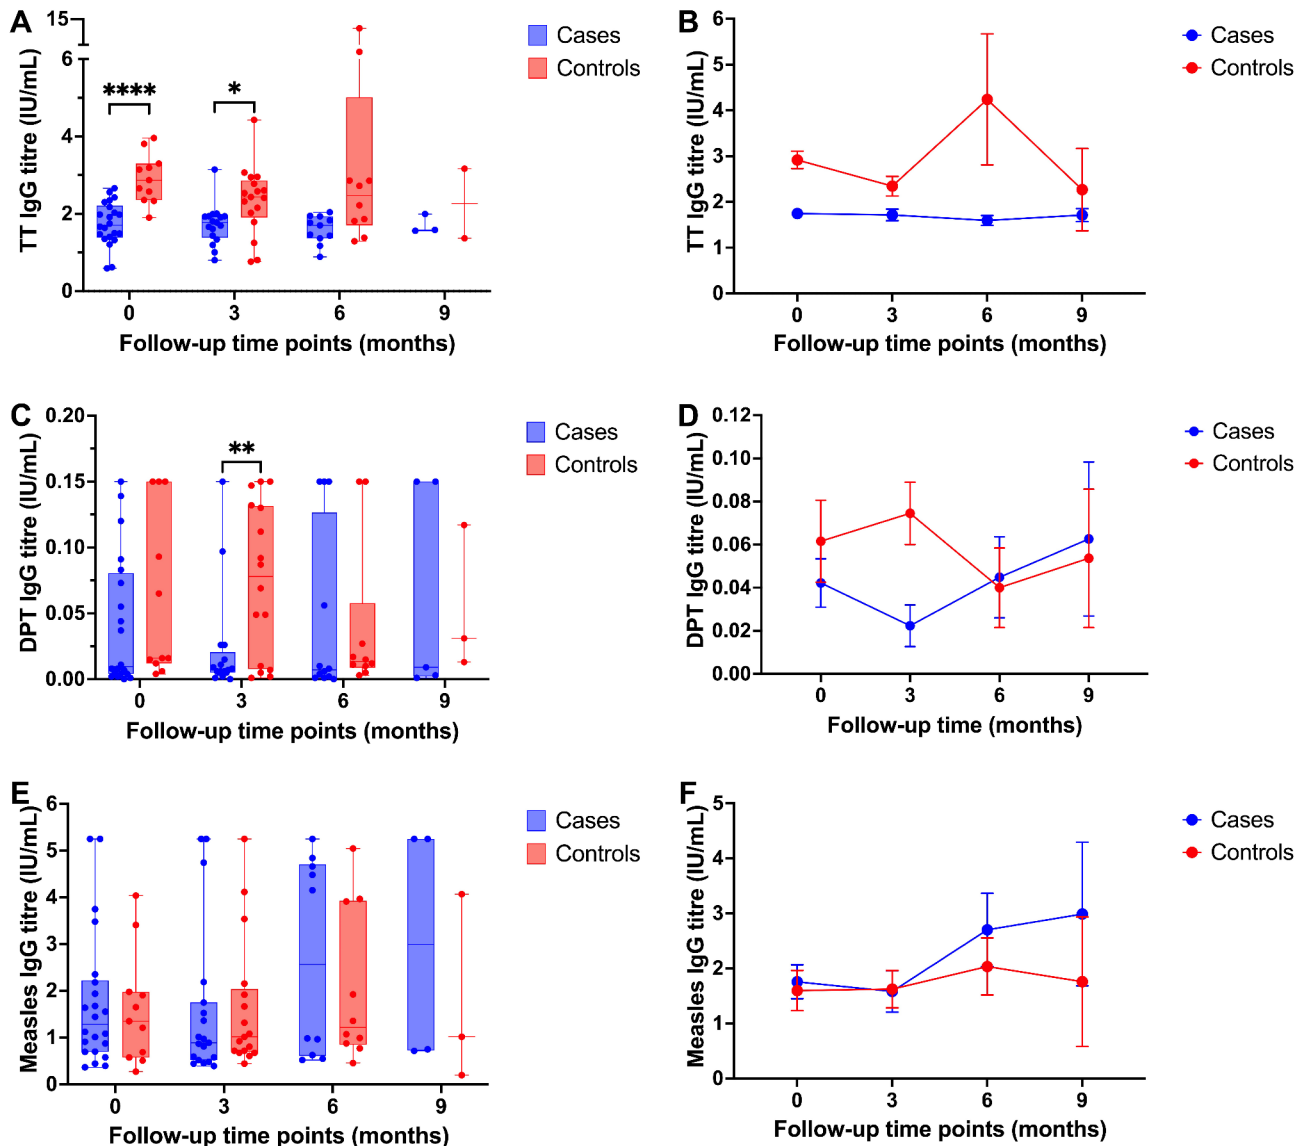 A
TT IgG titre (IU/mL)
15
6
4
2
0
****
*
0 3 6 9
Follow-up time points (months)
Cases
Controls
B
TT IgG titre (IU/mL)
6
5
4
3
2
1
0
0 3 6 9
Follow-up time points (months)
Cases
Controls
C
DPT IgG titre (IU/mL)
0.20
0.15
0.10
0.05
0.00
**
0 3 6 9
Follow-up time points (months)
Cases
Controls
D
DPT IgG titre (IU/mL)
0.12
0.10
0.08
0.06
0.04
0.02
0.00
0 3 6 9
Follow-up time (months)
Cases
Controls
E
Measles IgG titre (IU/mL)
6
5
4
3
2
1
0
0 3 6 9
Follow-up time points (months)
Cases
Controls
F
Measles IgG titre (IU/mL)
5
4
3
2
1
0
0 3 6 9
Follow-up time points (months)
Cases
Controls